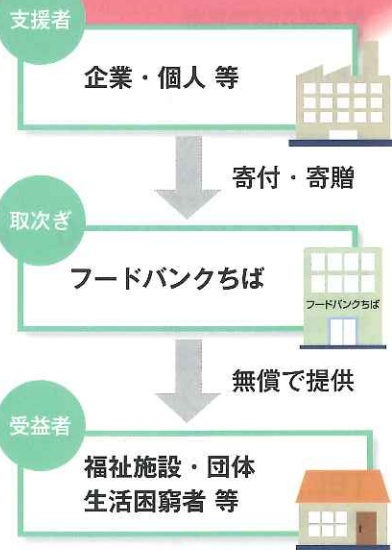 支援者
企業・個人 等
寄付・寄贈
取次ぎ
フードバンクちば
フードバンクちば
無償で提供
受益者
福祉施設・団体
生活困窮者 等